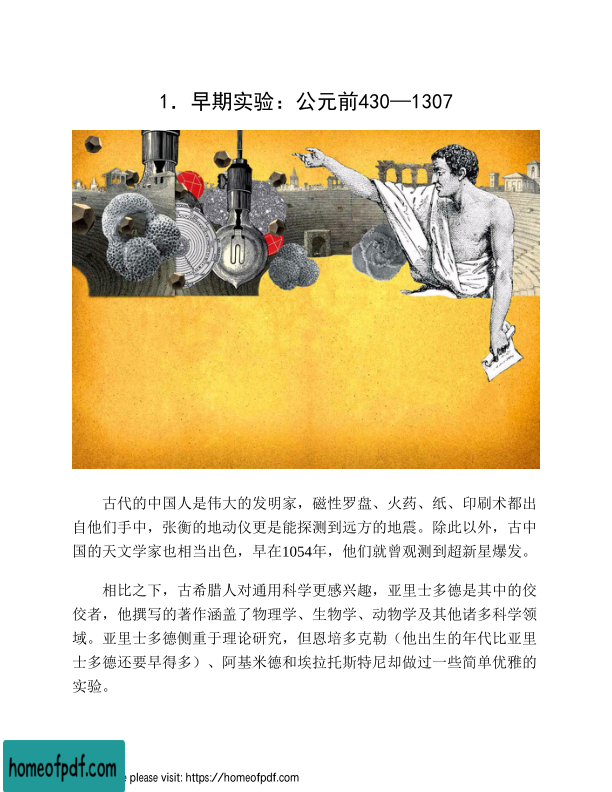 1. 早期实验：公元前430—1307
古代的中国人是伟大的发明家，磁性罗盘、火药、纸、印刷术都出
自他们手中，张衡的地动仪更是能探测到远方的地震。除此以外，古中
国的天文学家也相当出色，早在1054年，他们就曾观测到超新星爆发。
相比之下，古希腊人对通用科学更感兴趣，亚里士多德是其中的佼
佼者，他撰写的著作涵盖了物理学、生物学、动物学及其他诸多科学领
域。亚里士多德侧重于理论研究，但恩培多克勒（他出生的年代比亚里
士多德还要早得多）、阿基米德和埃拉托斯特尼却做过一些简单优雅的
实验。
homeofpdf.com
e please visit: https://homeofpdf.com